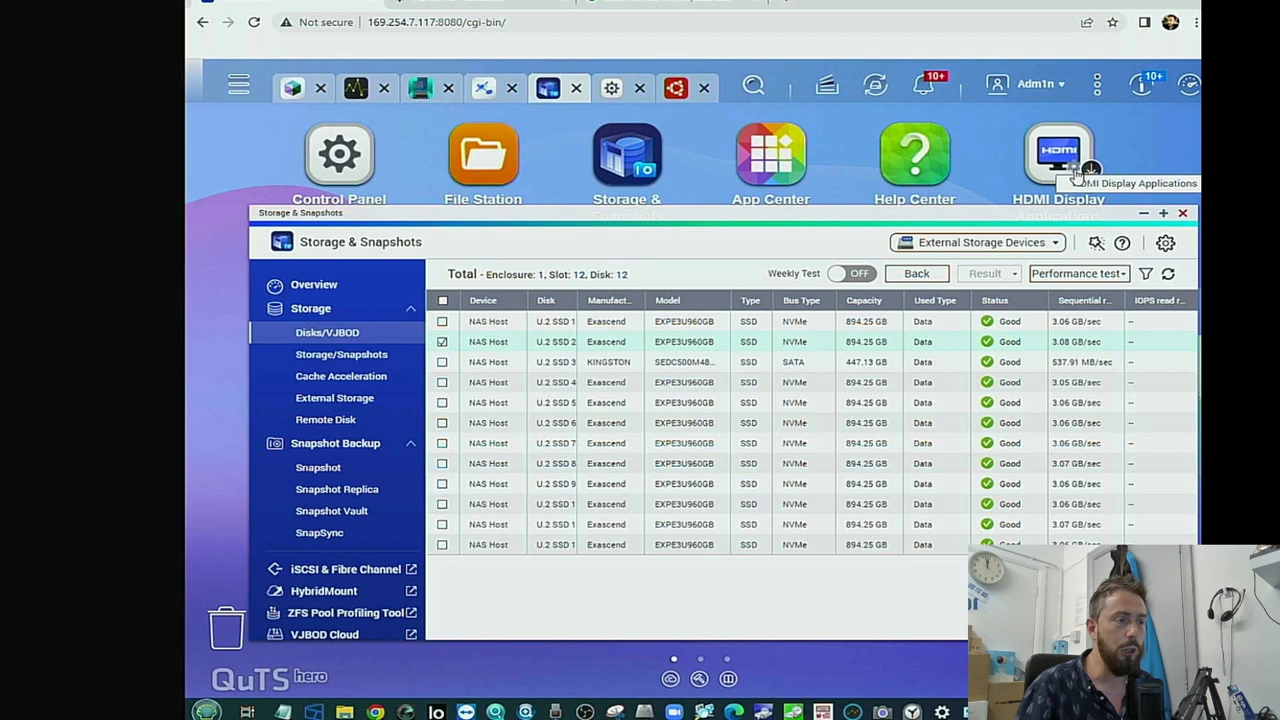 Not secure | 169.254.7.117:8080/cgi-bin/
10+
Adm1n
10+
HDMI
HDMI Display Applications
Control Panel
File Station
Storage &
App Center
Help Center
HDMI Display
Storage & Snapshots
Storage & Snapshots
External Storage Devices
Overview
Storage
Disks/VJBOD
Storage/Snapshots
Cache Acceleration
External Storage
Remote Disk
Snapshot Backup
Snapshot
Snapshot Replica
Snapshot Vault
SnapSync
iSCSI & Fibre Channel
HybridMount
ZFS Pool Profiling Tool
VJBOD Cloud
Total - Enclosure: 1, Slot: 12, Disk: 12
Weekly Test OFF Back Result Performance test
Device Disk Manufact... Model Type Bus Type Capacity Used Type Status Sequential r... IOPS read r...
NAS Host U.2 SSD 1 Exascend EXPE3U960GB SSD NVMe 894.25 GB Data Good 3.06 GB/sec --
NAS Host U.2 SSD 2 Exascend EXPE3U960GB SSD NVMe 894.25 GB Data Good 3.08 GB/sec --
NAS Host U.2 SSD 3 KINGSTON SEDC500M48... SSD SATA 447.13 GB Data Good 537.91 MB/sec --
NAS Host U.2 SSD 4 Exascend EXPE3U960GB SSD NVMe 894.25 GB Data Good 3.05 GB/sec --
NAS Host U.2 SSD 5 Exascend EXPE3U960GB SSD NVMe 894.25 GB Data Good 3.06 GB/sec --
NAS Host U.2 SSD 6 Exascend EXPE3U960GB SSD NVMe 894.25 GB Data Good 3.06 GB/sec --
NAS Host U.2 SSD 7 Exascend EXPE3U960GB SSD NVMe 894.25 GB Data Good 3.06 GB/sec --
NAS Host U.2 SSD 8 Exascend EXPE3U960GB SSD NVMe 894.25 GB Data Good 3.07 GB/sec --
NAS Host U.2 SSD 9 Exascend EXPE3U960GB SSD NVMe 894.25 GB Data Good 3.06 GB/sec --
NAS Host U.2 SSD 1 Exascend EXPE3U960GB SSD NVMe 894.25 GB Data Good 3.06 GB/sec --
NAS Host U.2 SSD 1 Exascend EXPE3U960GB SSD NVMe 894.25 GB Data Good 3.07 GB/sec --
NAS Host U.2 SSD 1 Exascend EXPE3U960GB SSD NVMe 894.25 GB Data Good 3.06 GB/sec --
QuTS hero